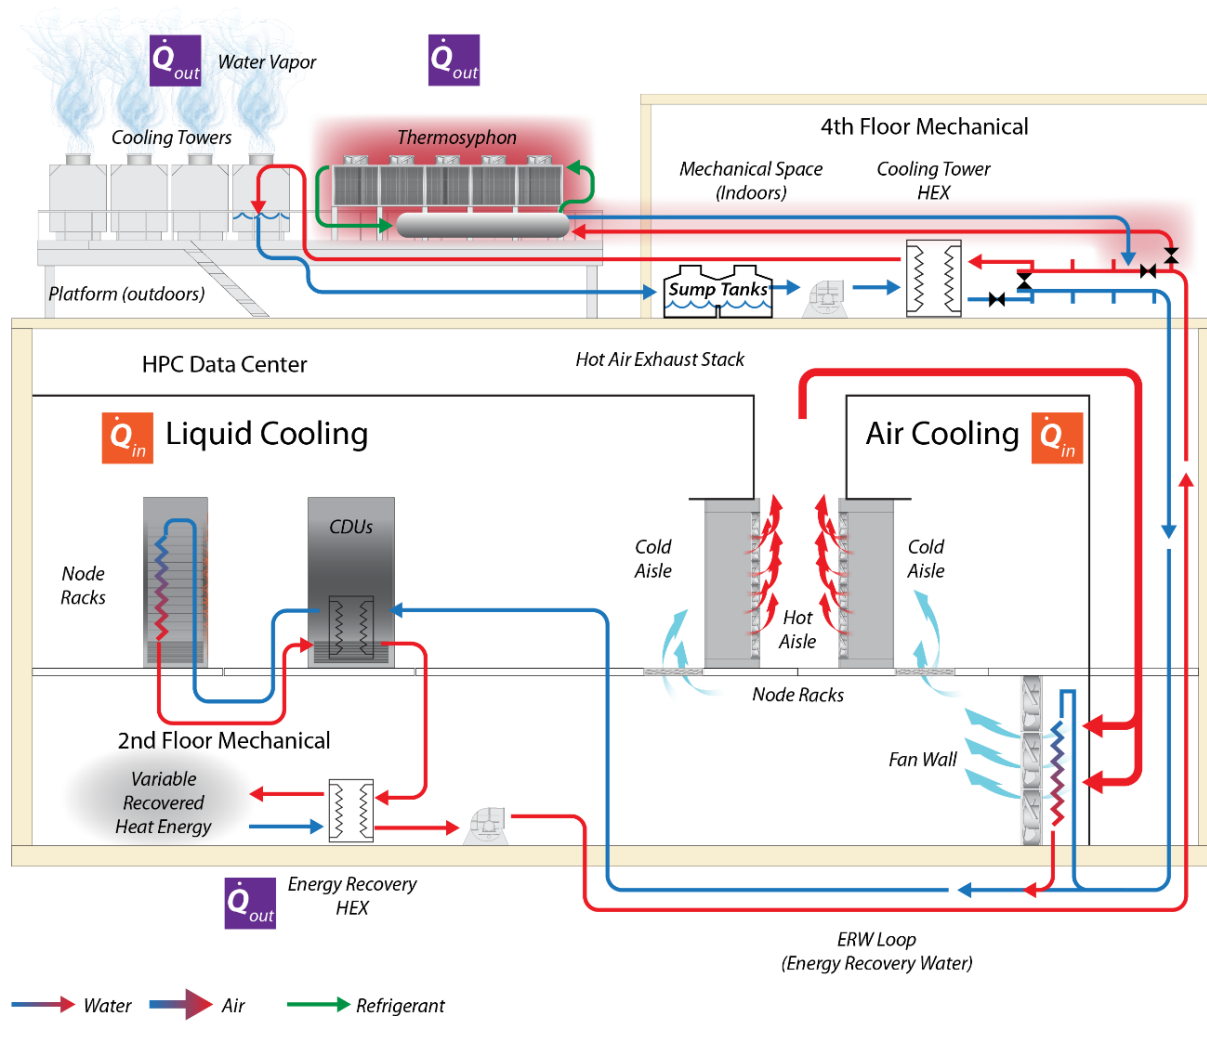 Q̇out
Water Vapor
Q̇out
Cooling Towers
Thermosyphon
4th Floor Mechanical
Mechanical Space
(Indoors)
Cooling Tower
HEX
Platform (outdoors)
Sump Tanks
HPC Data Center
Hot Air Exhaust Stack
Q̇in
Liquid Cooling
Air Cooling
Q̇in
CDUs
Node
Racks
Cold
Aisle
Cold
Aisle
Hot
Aisle
Node Racks
2nd Floor Mechanical
Variable
Recovered
Heat Energy
Fan Wall
Q̇out
Energy Recovery
HEX
ERW Loop
(Energy Recovery Water)
Water
Air
Refrigerant